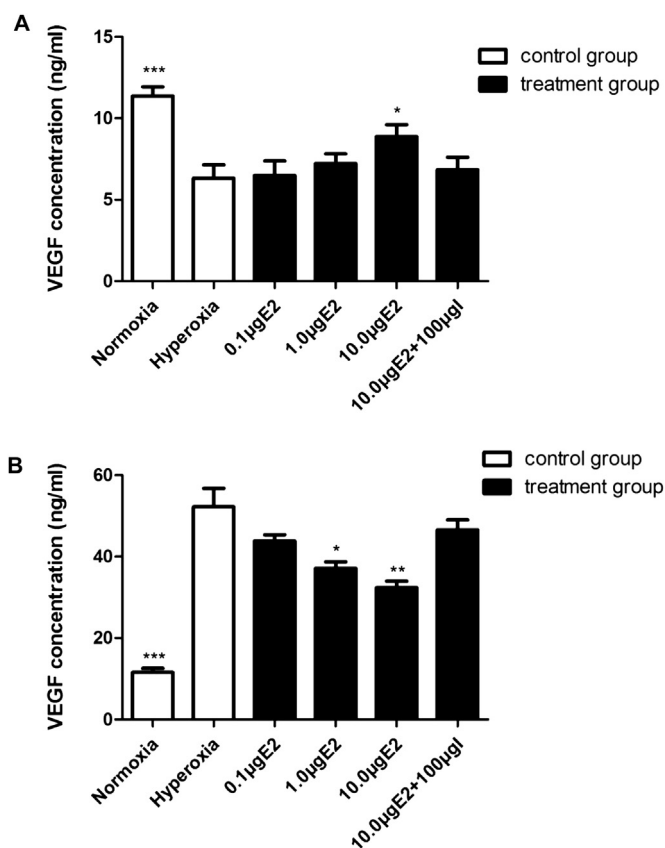 A
VEGF concentration (ng/ml)
15
10
5
0
***
*
control group
treatment group
Normoxia
Hyperoxia
0.1μgE2
1.0μgE2
10.0μgE2
10.0μgE2+100μgI
B
VEGF concentration (ng/ml)
60
40
20
0
***
*
**
control group
treatment group
Normoxia
Hyperoxia
0.1μgE2
1.0μgE2
10.0μgE2
10.0μgE2+100μgI